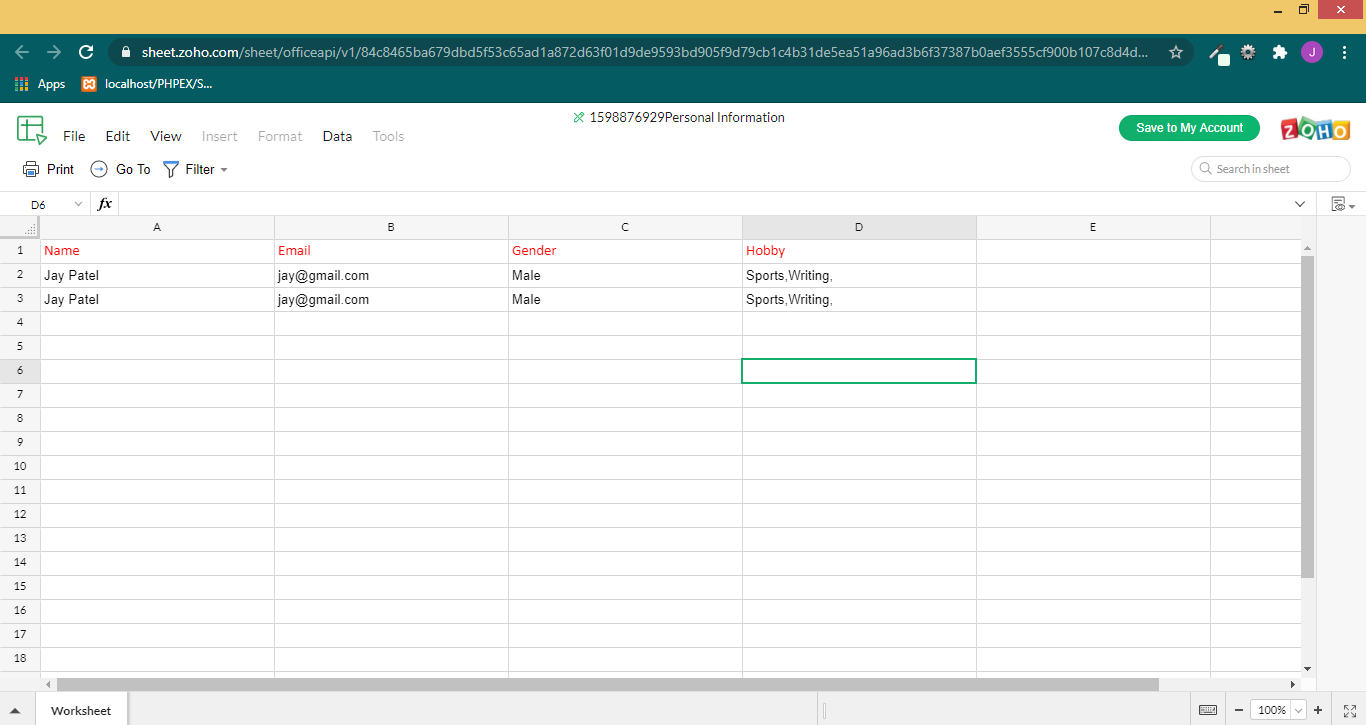 sheet.zoho.com/sheet/officeapi/v1/84c8465ba679dbd5f53c65ad1a872d63f01d9de9593bd905f9d79cb1c4b31de5ea51a96ad3b6f37387b0aef3555cf900b107c8d4d... J
Apps localhost/PHPEX/S...
1598876929Personal Information
File Edit View Insert Format Data Tools Save to My Account ZOHO
Print Go To Filter Search in sheet
D6 fx
A B C D E
1 Name Email Gender Hobby
2 Jay Patel jay@gmail.com Male Sports,Writing,
3 Jay Patel jay@gmail.com Male Sports,Writing,
4
5
6
7
8
9
10
11
12
13
14
15
16
17
18
Worksheet 100%